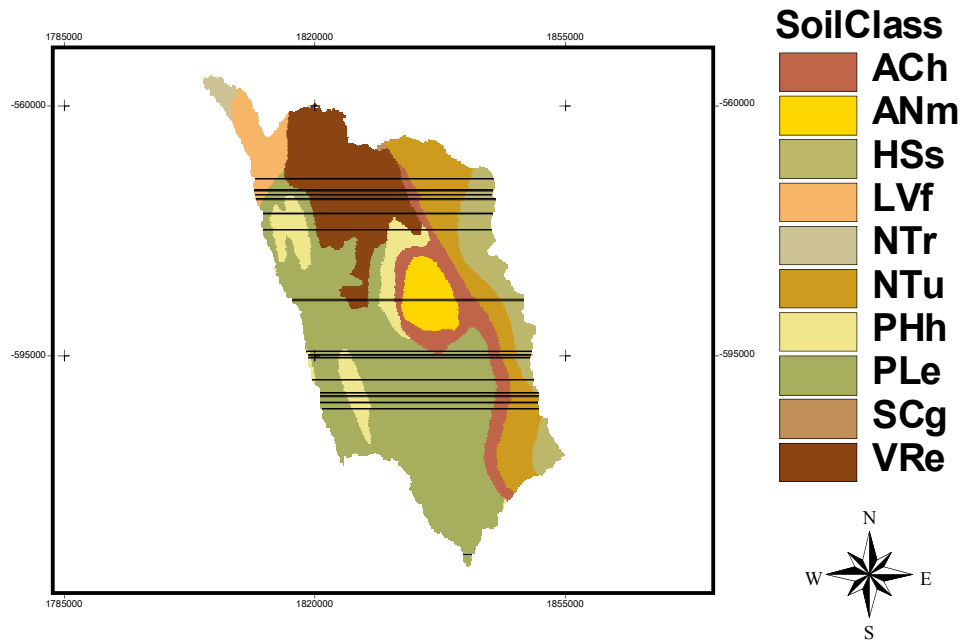 SoilClass
1785000 1820000 1855000
ACh
-560000 -560000
ANm
HSs
LVf
NTr
NTu
PHh
-595000 -595000
PLe
SCg
VRe
N
W E
S
1785000 1820000 1855000